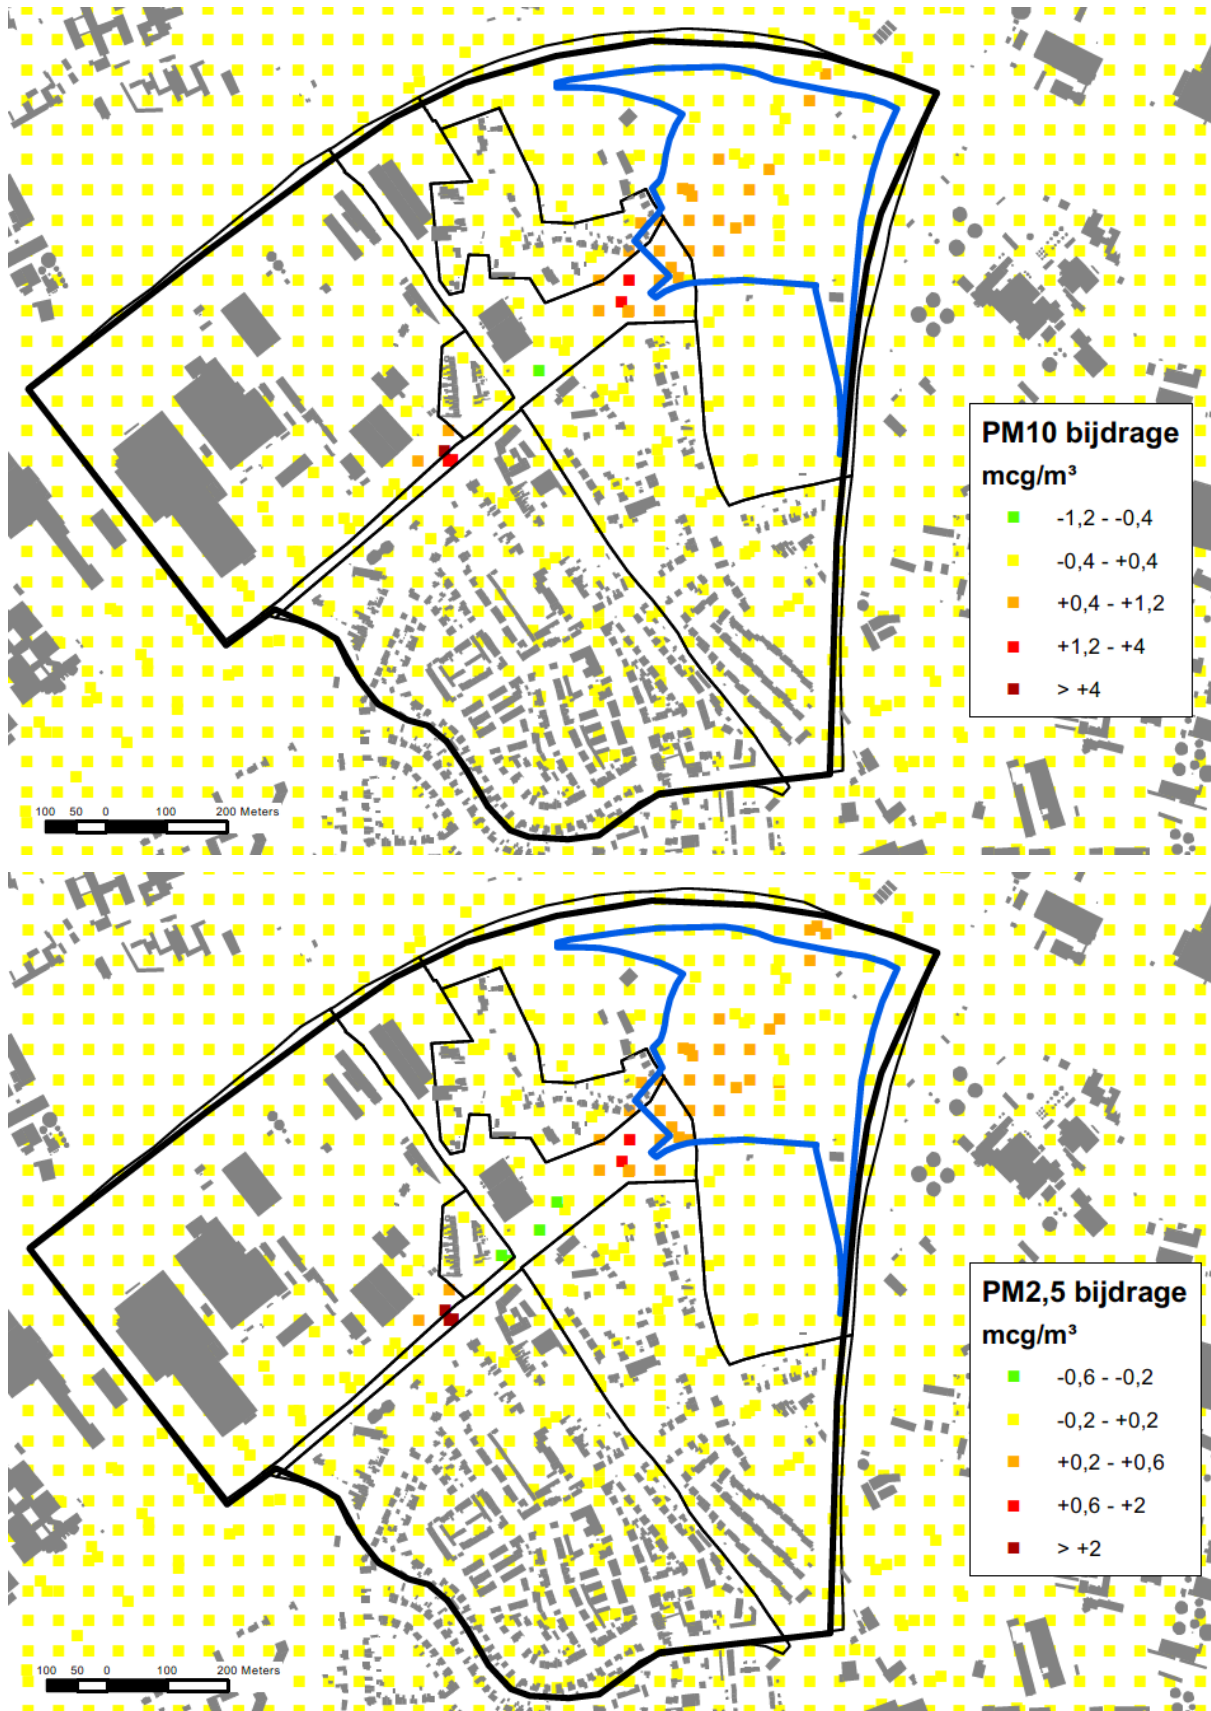 PM10 bijdrage
mcg/m³
-1,2 - -0,4
-0,4 - +0,4
+0,4 - +1,2
+1,2 - +4
> +4
100 50 0 100 200 Meters
PM2,5 bijdrage
mcg/m³
-0,6 - -0,2
-0,2 - +0,2
+0,2 - +0,6
+0,6 - +2
> +2
100 50 0 100 200 Meters